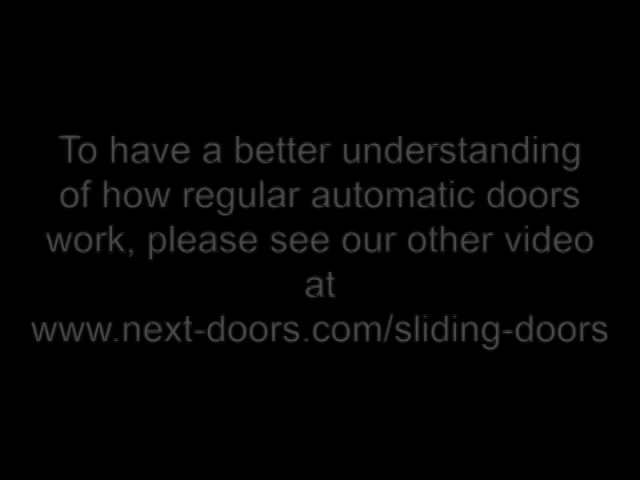 To have a better understanding
of how regular automatic doors
work, please see our other video
at
www.next-doors.com/sliding-doors